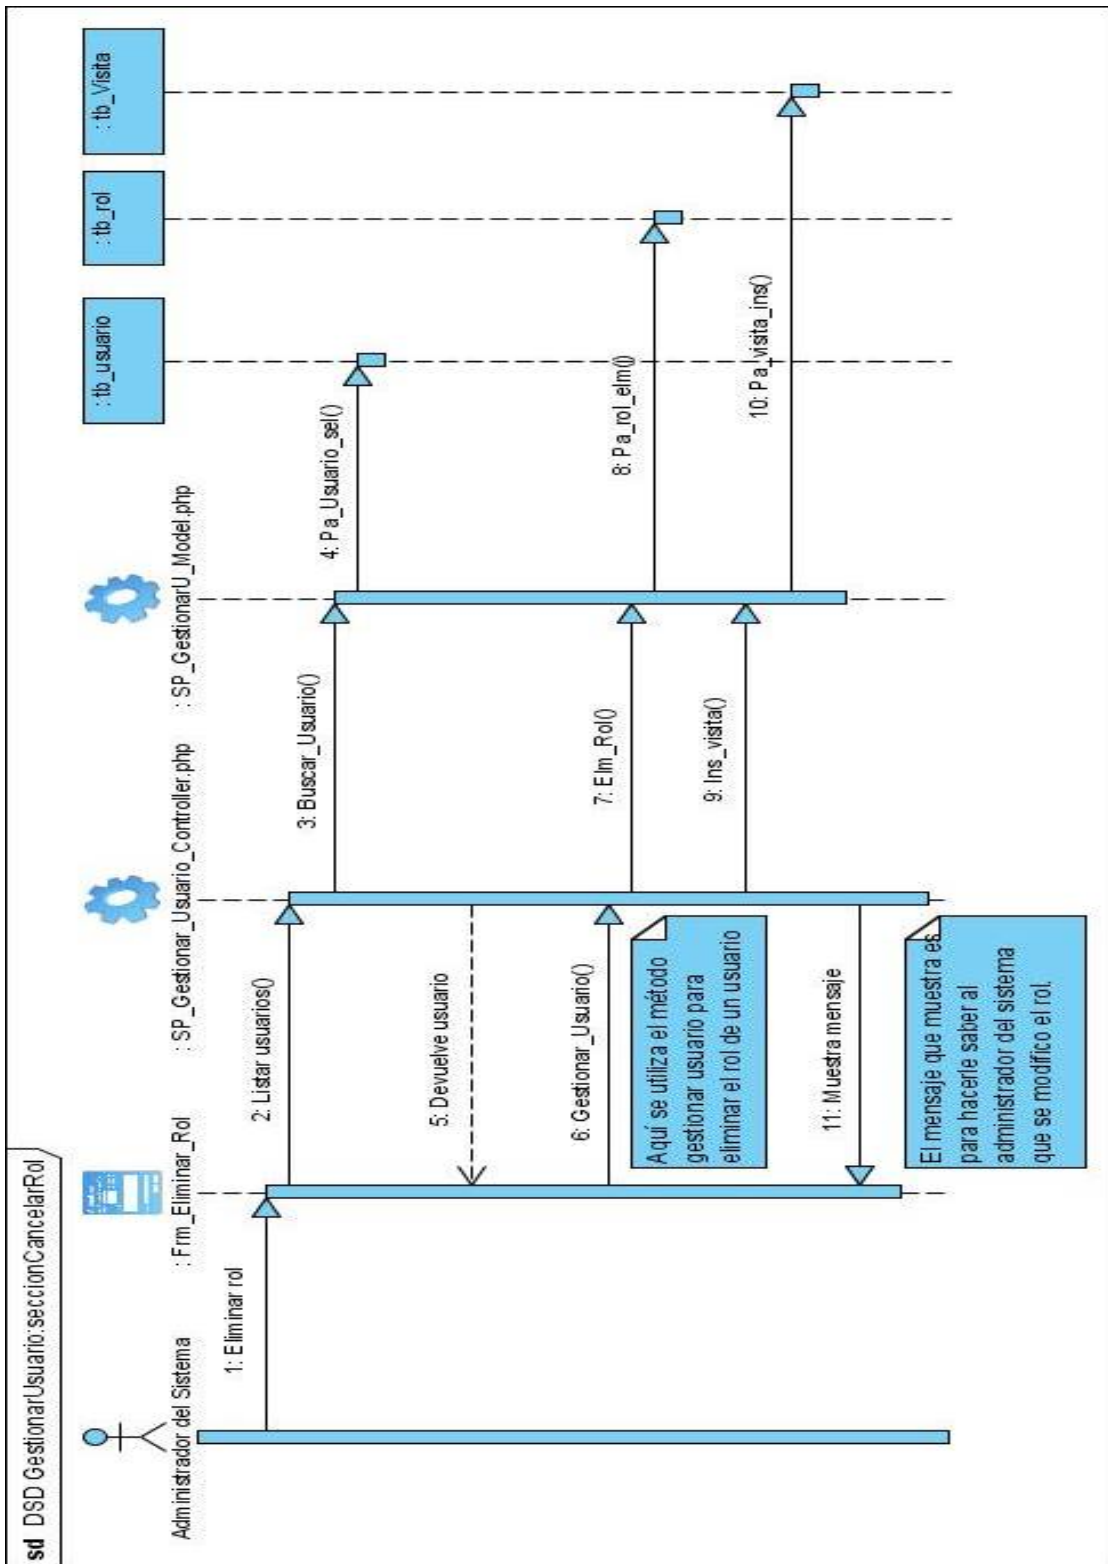 sd DSD GestionarUsuario:seccionCancelarRol
Administrador del Sistema
: Frm_Eliminar_Rol
: SP_Gestionar_Usuario_Controller.php
: SP_GestionarU_Model.php
: tb_usuario
: tb_rol
: tb_Visita
1: Eliminar rol
2: Listar usuarios()
3: Buscar_Usuario()
4: Pa_Usuario_sel()
5: Devuelve usuario
6: Gestionar_Usuario()
Aquí se utiliza el método
gestionar usuario para
eliminar el rol de un usuario
7: Elm_Rol()
8: Pa_rol_elm()
9: Ins_visita()
10: Pa_visita_ins()
11: Muestra mensaje
El mensaje que muestra es
para hacerle saber al
administrador del sistema
que se modifico el rol.